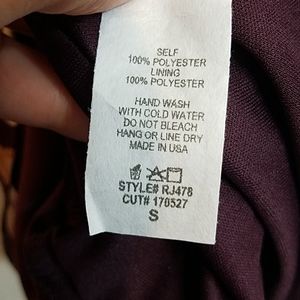 SELF
100% POLYESTER
LINING
100% POLYESTER
HAND WASH
WITH COLD WATER
DO NOT BLEACH
HANG OR LINE DRY
MADE IN USA
STYLE# RJ478
CUT# 170527
S